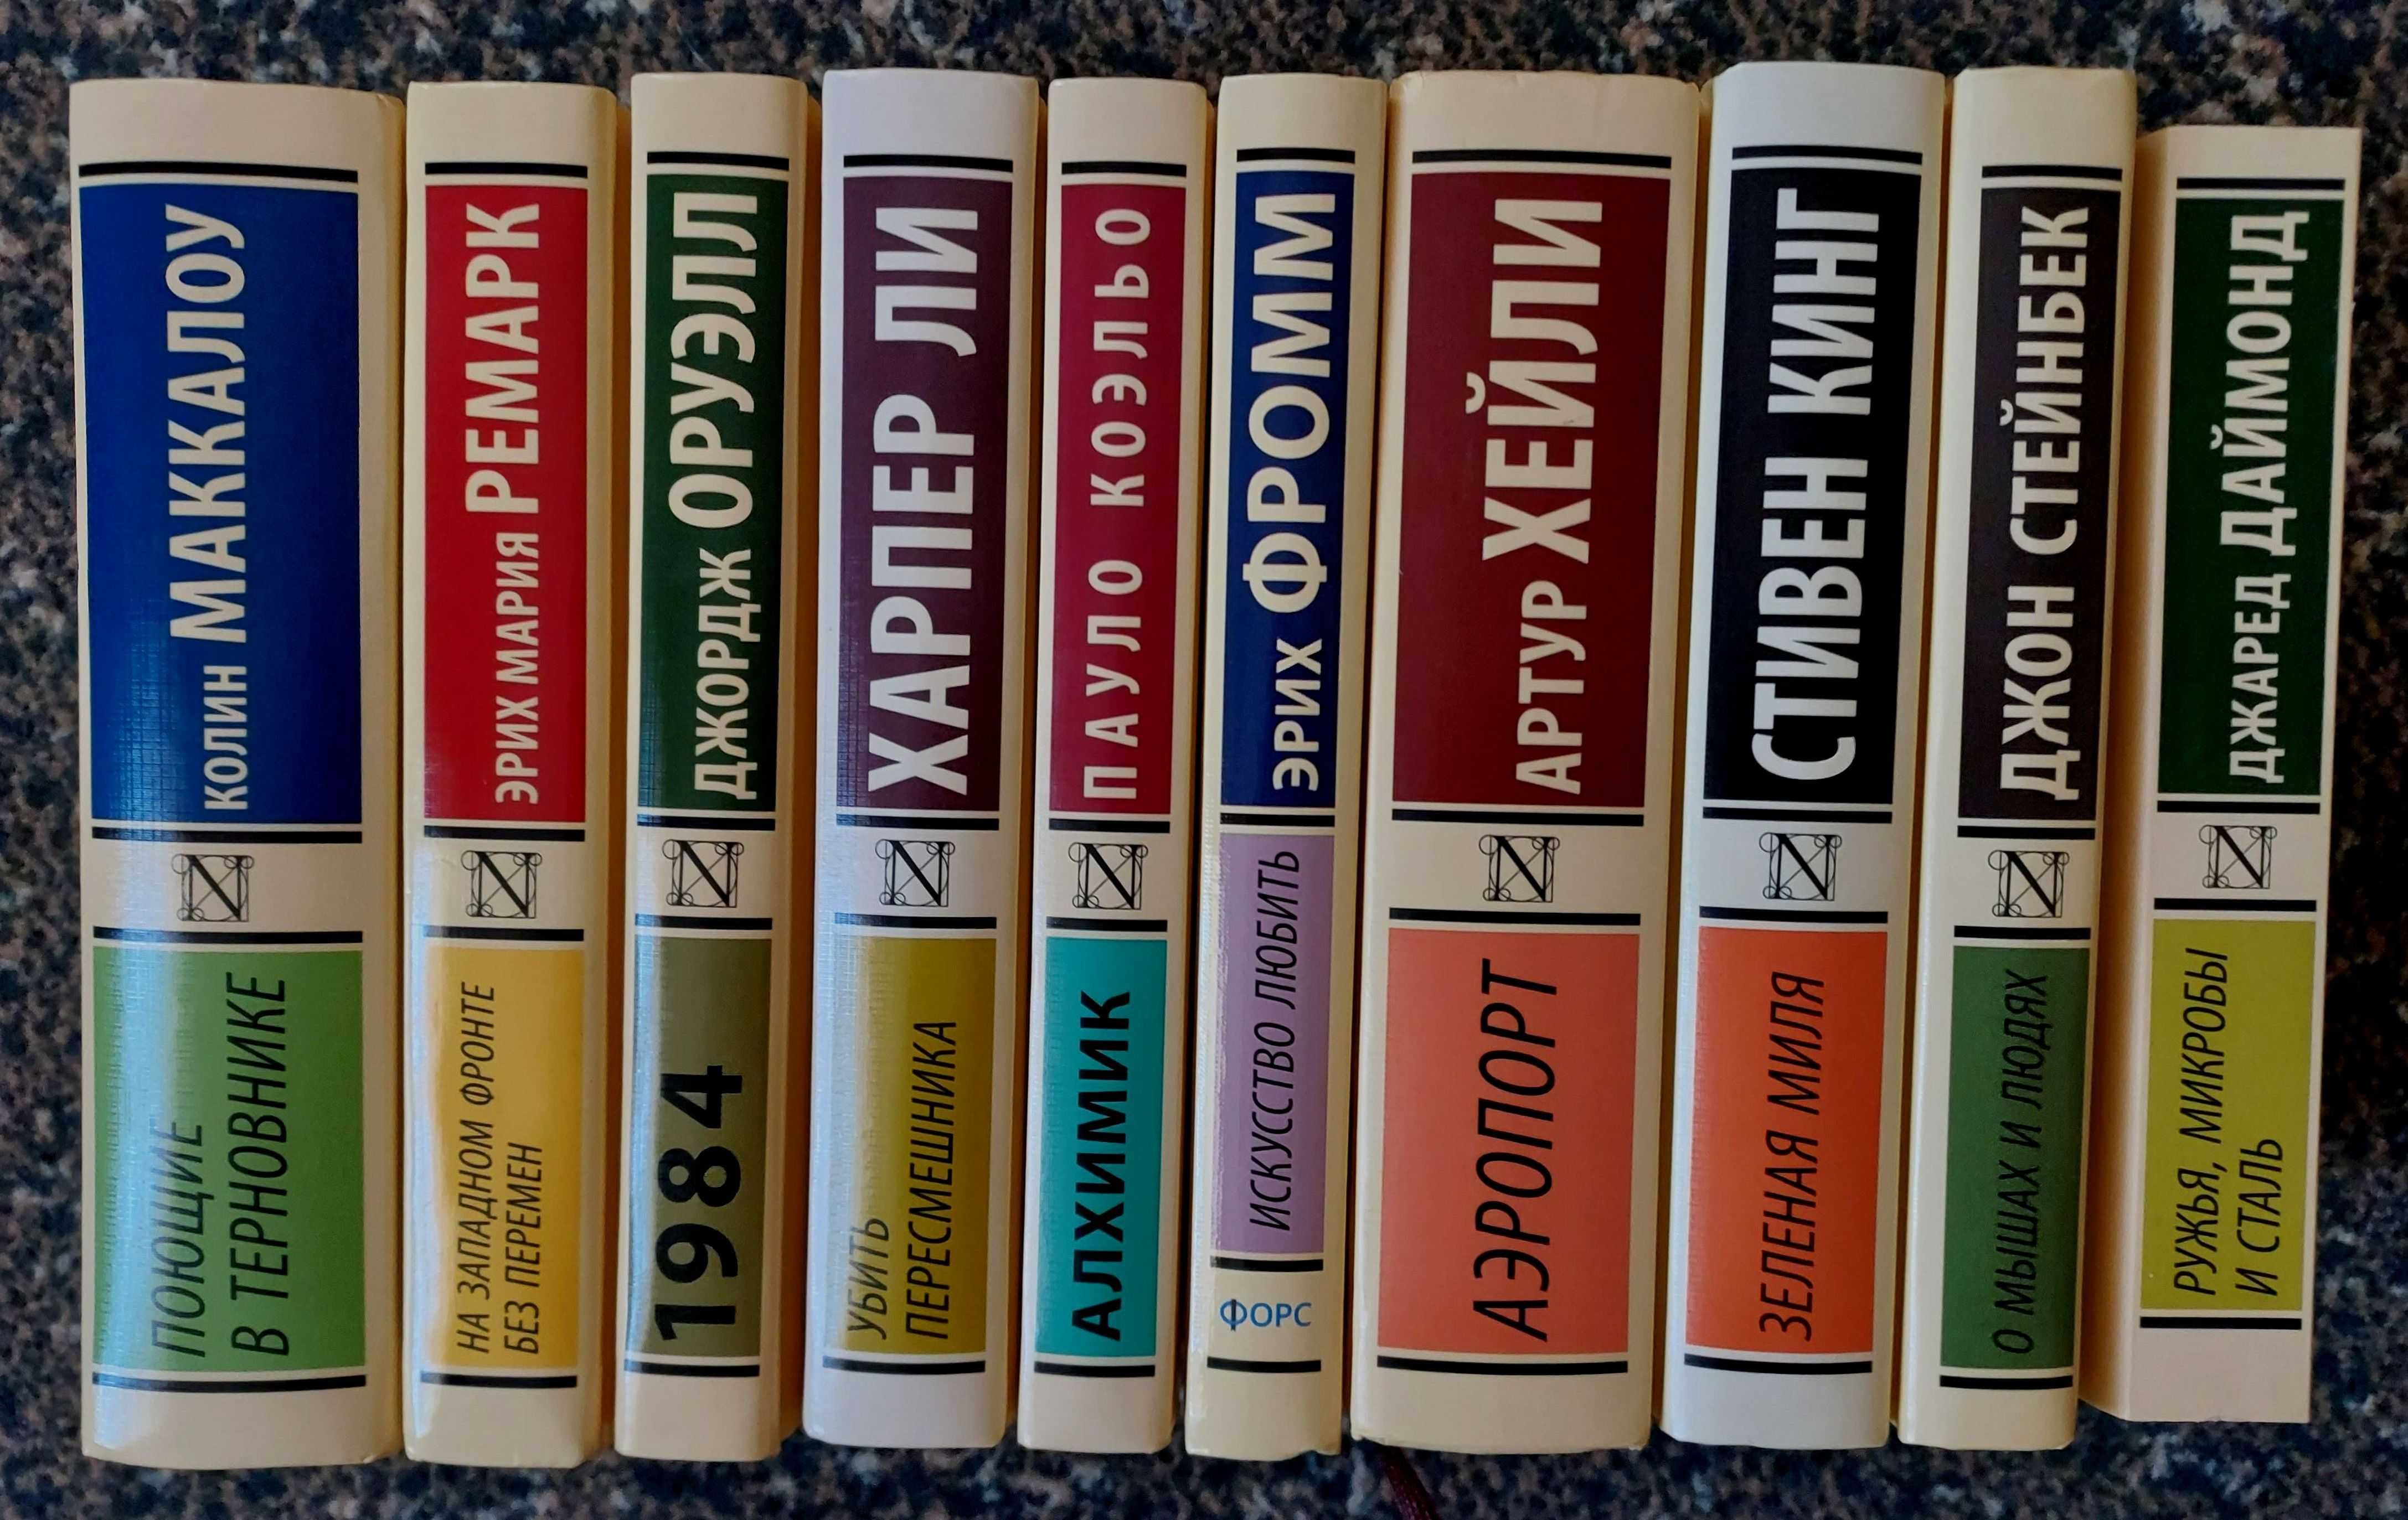 КОЛИН МАККАЛОУ
ПОЮЩИЕ
В ТЕРНОВНИКЕ
ЭРИХ МАРИЯ РЕМАРК
НА ЗАПАДНОМ ФРОНТЕ
БЕЗ ПЕРЕМЕН
ДЖОРДЖ ОРУЭЛЛ
1984
ХАРПЕР ЛИ
УБИТЬ
ПЕРЕСМЕШНИКА
ПАУЛО КОЭЛЬО
АЛХИМИК
ЭРИХ ФРОММ
ИСКУССТВО ЛЮБИТЬ
ФОРС
АРТУР ХЕЙЛИ
АЭРОПОРТ
СТИВЕН КИНГ
ЗЕЛЕНАЯ МИЛЯ
ДЖОН СТЕЙНБЕК
О МЫШАХ И ЛЮДЯХ
ДЖАРЕД ДАЙМОНД
РУЖЬЯ, МИКРОБЫ
И СТАЛЬ